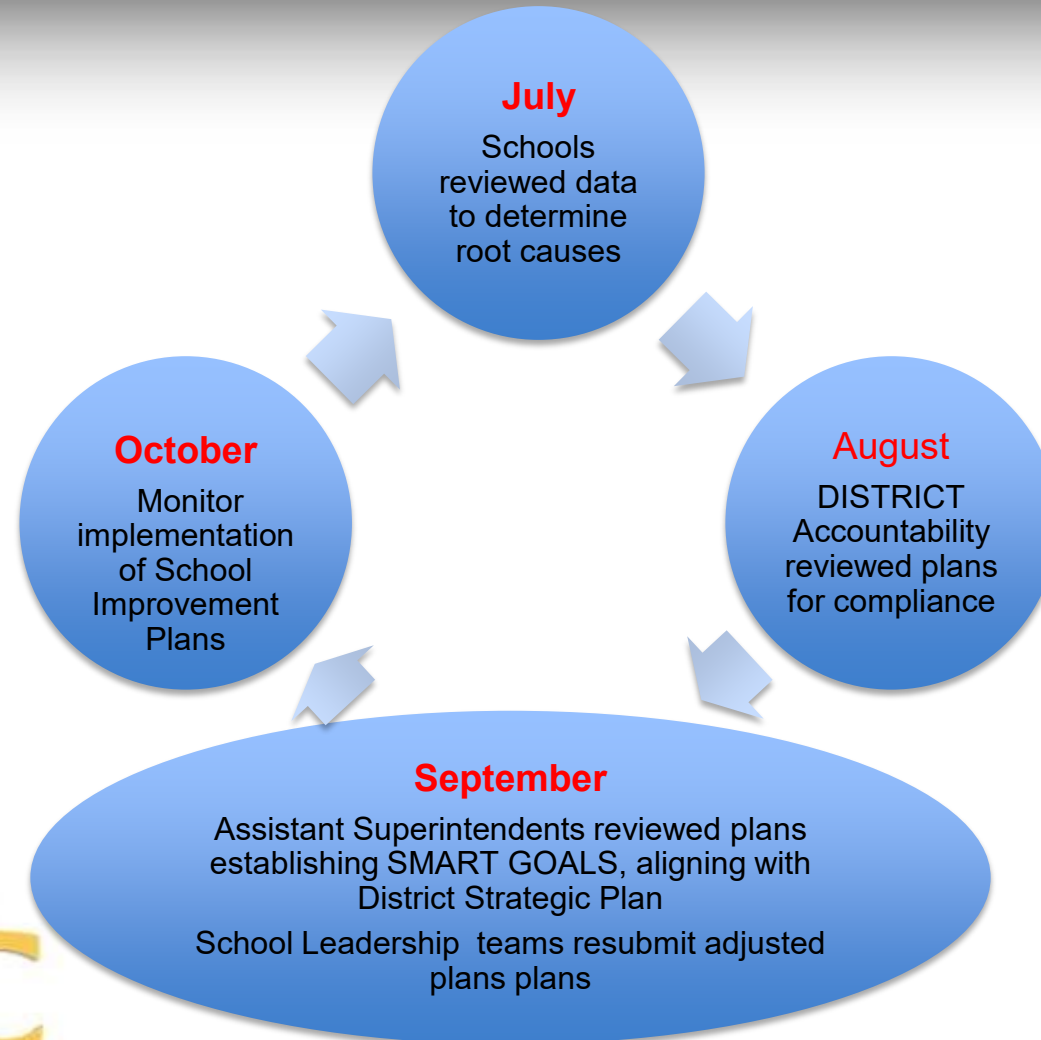 July
Schools
reviewed data
to determine
root causes
August
DISTRICT
Accountability
reviewed plans
for compliance
September
Assistant Superintendents reviewed plans
establishing SMART GOALS, aligning with
District Strategic Plan
School Leadership  teams resubmit adjusted
plans plans
October
Monitor
implementation
of School
Improvement
Plans